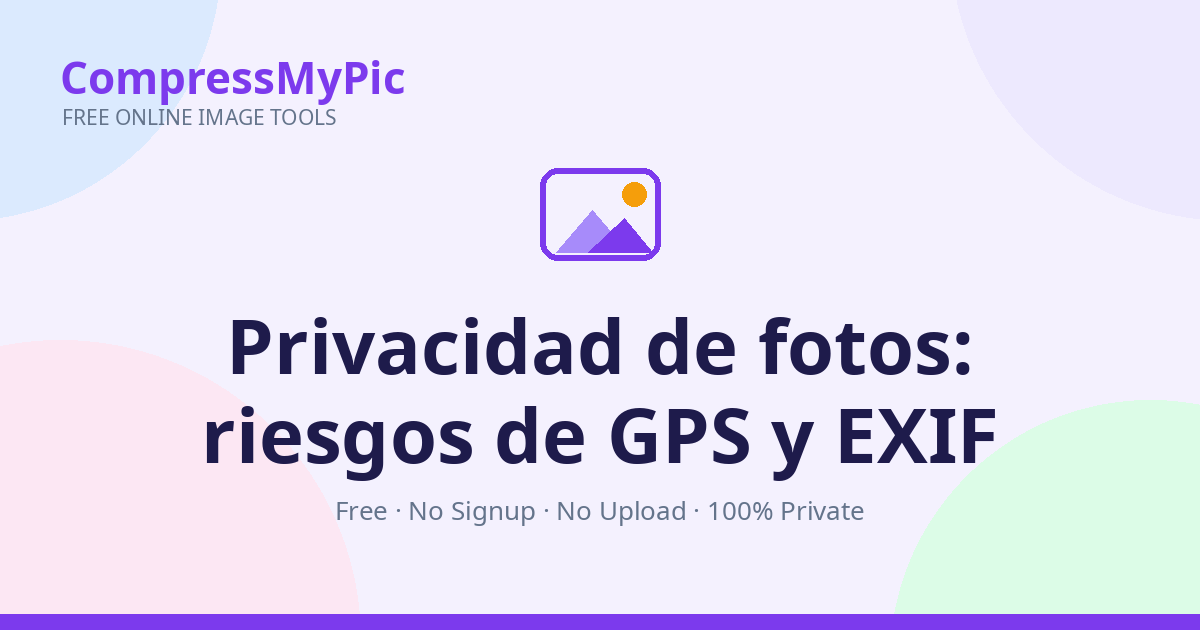 CompressMyPic
FREE ONLINE IMAGE TOOLS
Privacidad de fotos:
riesgos de GPS y EXIF
Free · No Signup · No Upload · 100% Private